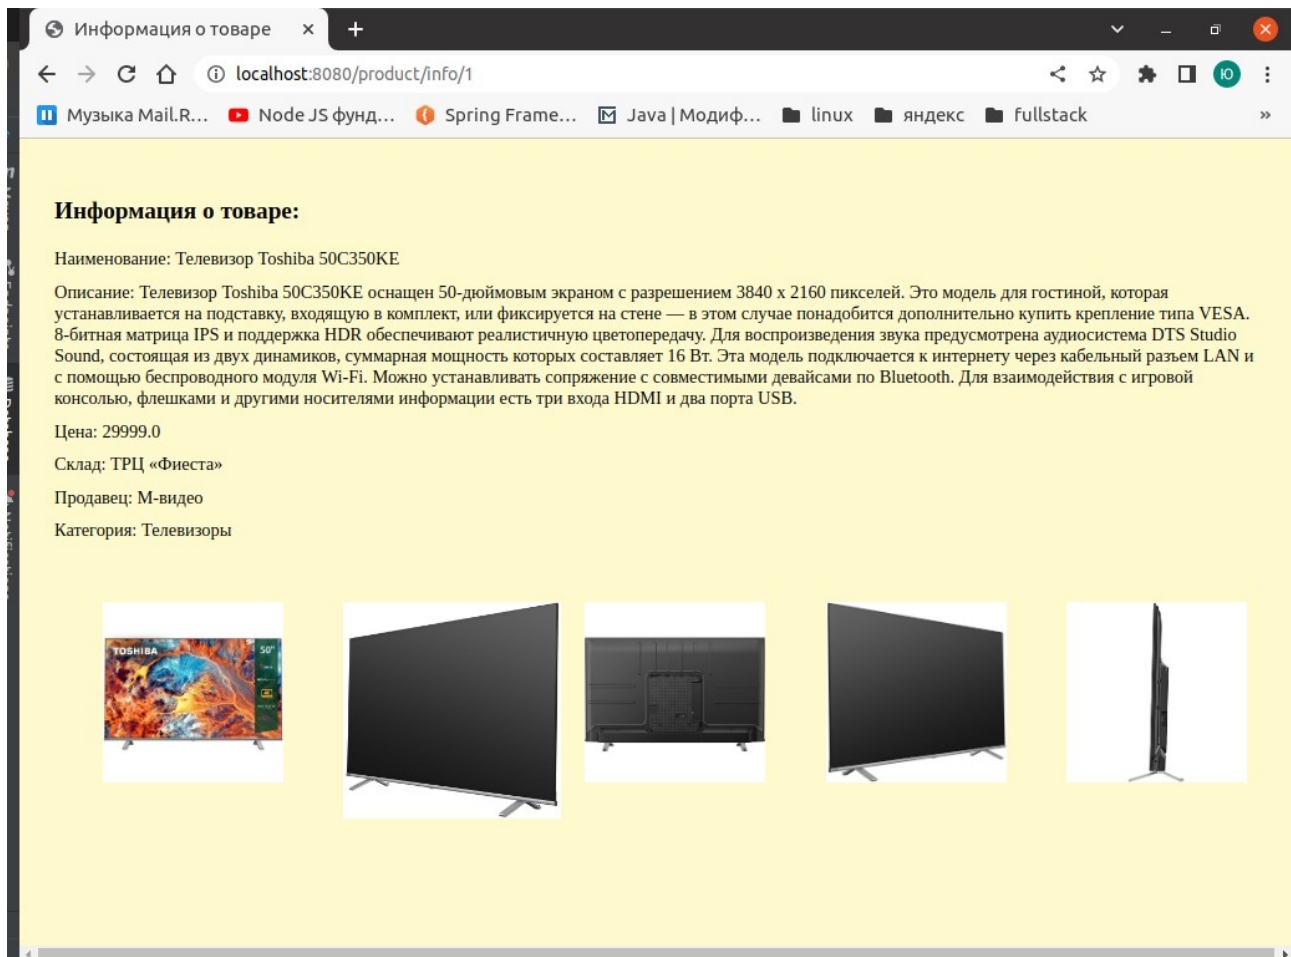 Информация о товаре
localhost:8080/product/info/1
Ю
Музыка Mail.R... Node JS фунд... Spring Frame... Java | Модиф... linux яндекс fullstack »
Информация о товаре:
Наименование: Телевизор Toshiba 50C350KE
Описание: Телевизор Toshiba 50C350KE оснащен 50-дюймовым экраном с разрешением 3840 x 2160 пикселей. Это модель для гостиной, которая
устанавливается на подставку, входящую в комплект, или фиксируется на стене — в этом случае понадобится дополнительно купить крепление типа VESA.
8-битная матрица IPS и поддержка HDR обеспечивают реалистичную цветопередачу. Для воспроизведения звука предусмотрена аудиосистема DTS Studio
Sound, состоящая из двух динамиков, суммарная мощность которых составляет 16 Вт. Эта модель подключается к интернету через кабельный разъем LAN и
с помощью беспроводного модуля Wi-Fi. Можно устанавливать сопряжение с совместимыми девайсами по Bluetooth. Для взаимодействия с игровой
консолью, флешками и другими носителями информации есть три входа HDMI и два порта USB.
Цена: 29999.0
Склад: ТРЦ «Фиеста»
Продавец: М-видео
Категория: Телевизоры
TOSHIBA 50"